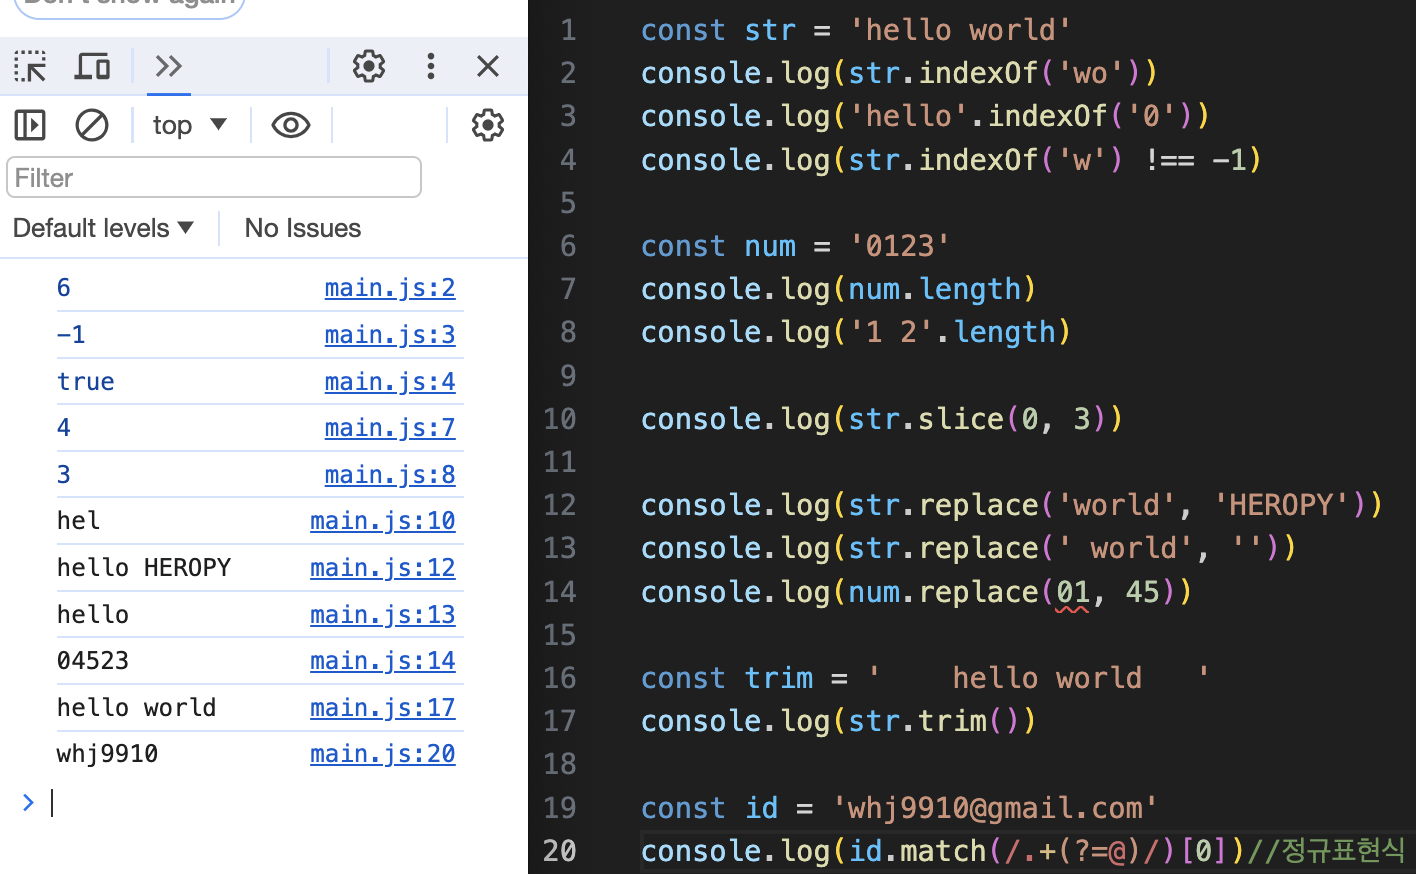 Don't show again
top
Filter
Default levels
No Issues
6 main.js:2
-1 main.js:3
true main.js:4
4 main.js:7
3 main.js:8
hel main.js:10
hello HEROPY main.js:12
hello main.js:13
04523 main.js:14
hello world main.js:17
whj9910 main.js:20
>
1 const str = 'hello world'
2 console.log(str.indexOf('wo'))
3 console.log('hello'.indexOf('0'))
4 console.log(str.indexOf('w') !== -1)
5
6 const num = '0123'
7 console.log(num.length)
8 console.log('1 2'.length)
9
10 console.log(str.slice(0, 3))
11
12 console.log(str.replace('world', 'HEROPY'))
13 console.log(str.replace(' world', ''))
14 console.log(num.replace(01, 45))
15
16 const trim = '    hello world   '
17 console.log(str.trim())
18
19 const id = 'whj9910@gmail.com'
20 console.log(id.match(/.+(?=@)/)[0])//정규표현식